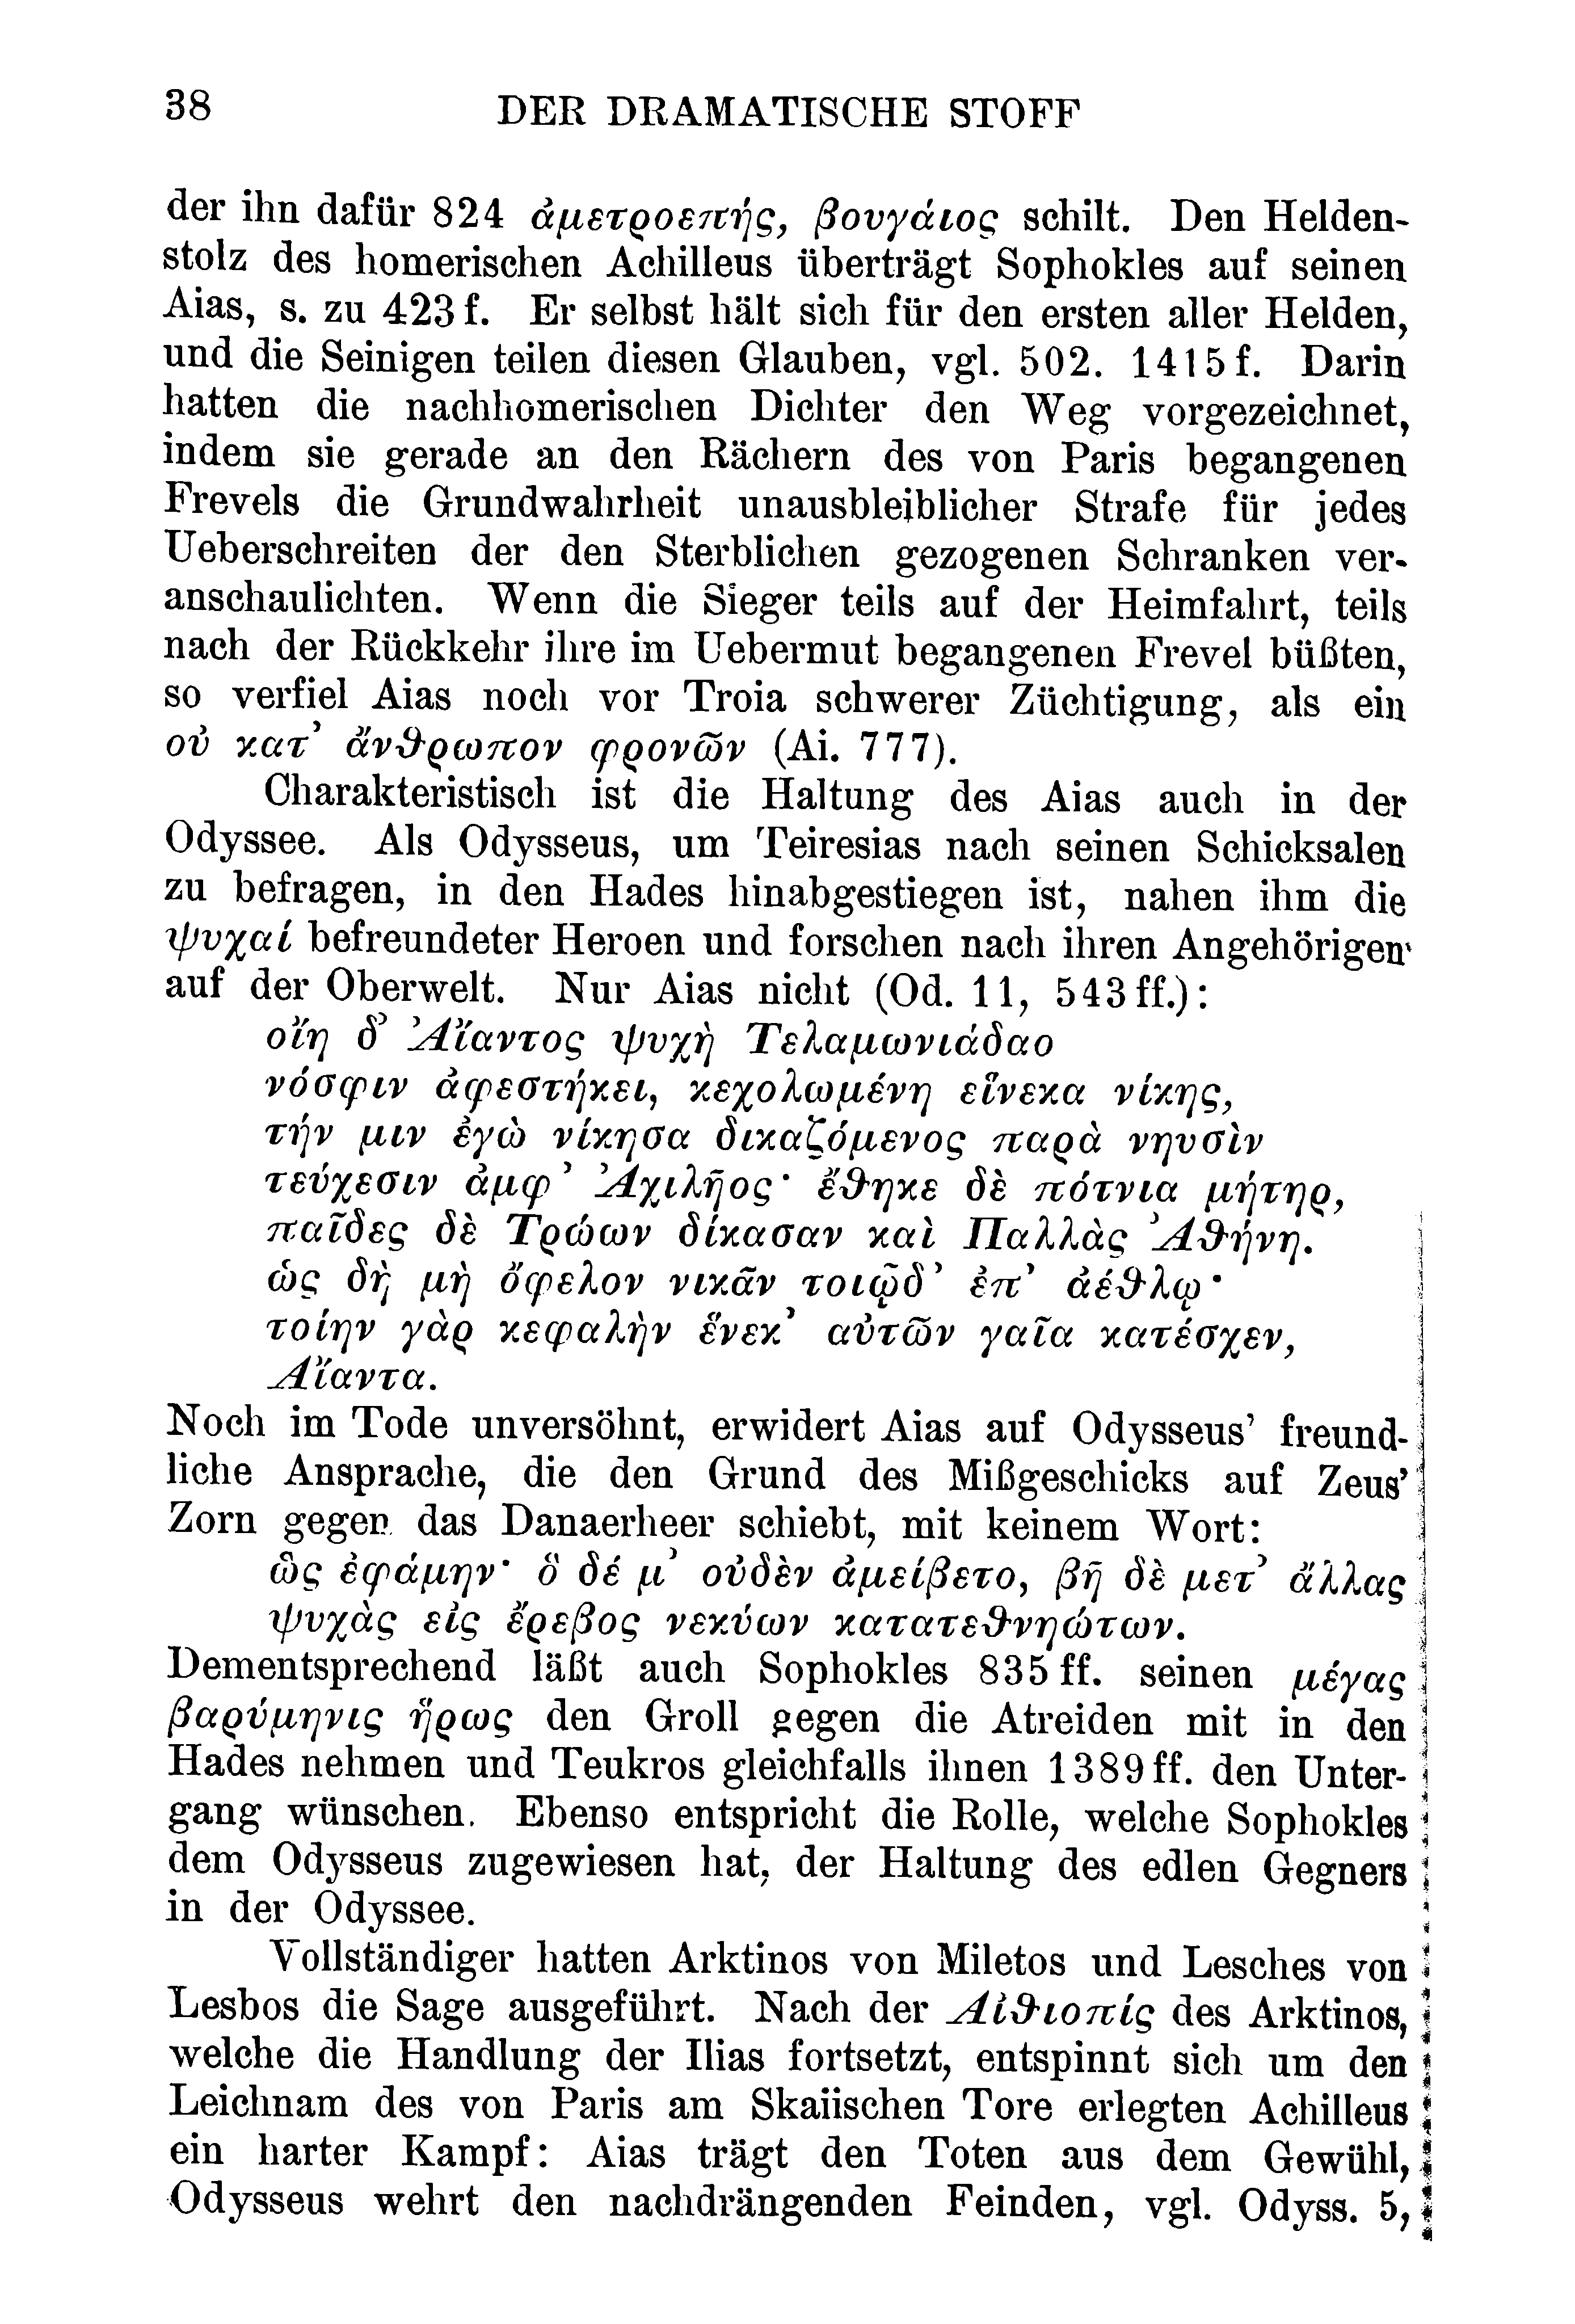 38 DER DRAMATISCHE STOFF
der ihn dafür 824 ἀμετροεπής, βουγάιος schilt. Den Helden-
stolz des homerischen Achilleus überträgt Sophokles auf seinen
Aias, s. zu 423 f. Er selbst hält sich für den ersten aller Helden,
und die Seinigen teilen diesen Glauben, vgl. 502. 1415 f. Darin
hatten die nachhomerischen Dichter den Weg vorgezeichnet,
indem sie gerade an den Rächern des von Paris begangenen
Frevels die Grundwahrheit unausbleiblicher Strafe für jedes
Ueberschreiten der den Sterblichen gezogenen Schranken ver-
anschaulichten. Wenn die Sieger teils auf der Heimfahrt, teils
nach der Rückkehr ihre im Uebermut begangenen Frevel büßten,
so verfiel Aias noch vor Troia schwerer Züchtigung, als ein
οὐ κατ᾽ ἄνθρωπον φρονῶν (Ai. 777).
Charakteristisch ist die Haltung des Aias auch in der
Odyssee. Als Odysseus, um Teiresias nach seinen Schicksalen
zu befragen, in den Hades hinabgestiegen ist, nahen ihm die
ψυχαί befreundeter Heroen und forschen nach ihren Angehörigen
auf der Oberwelt. Nur Aias nicht (Od. 11, 543 ff.):
οἴη δ᾽ Αἴαντος ψυχὴ Τελαμωνιάδαο
νόσφιν ἀφεστήκει, κεχολωμένη εἵνεκα νίκης,
τήν μιν ἐγὼ νίκησα δικαζόμενος παρὰ νηυσὶν
τεύχεσιν ἀμφ᾽ Ἀχιλῆος· ἔθηκε δὲ πότνια μήτηρ,
παῖδες δὲ Τρώων δίκασαν καὶ Παλλὰς Ἀθήνη.
ὡς δὴ μὴ ὄφελον νικᾶν τοιῷδ᾽ ἐπ᾽ ἀέθλῳ·
τοίην γὰρ κεφαλὴν ἕνεκ᾽ αὐτῶν γαῖα κατέσχεν,
Αἴαντα.
Noch im Tode unversöhnt, erwidert Aias auf Odysseus’ freund-
liche Ansprache, die den Grund des Mißgeschicks auf Zeus’
Zorn gegen das Danaerheer schiebt, mit keinem Wort:
ὣς ἐφάμην· ὃ δέ μ᾽ οὐδὲν ἀμείβετο, βῆ δὲ μετ᾽ ἄλλας
ψυχὰς εἰς ἔρεβος νεκύων κατατεθνηώτων.
Dementsprechend läßt auch Sophokles 835 ff. seinen μέγας
βαρύμηνις ἥρως den Groll gegen die Atreiden mit in den
Hades nehmen und Teukros gleichfalls ihnen 1389 ff. den Unter-
gang wünschen. Ebenso entspricht die Rolle, welche Sophokles
dem Odysseus zugewiesen hat, der Haltung des edlen Gegners
in der Odyssee.
Vollständiger hatten Arktinos von Miletos und Lesches von
Lesbos die Sage ausgeführt. Nach der Αἰθιοπίς des Arktinos,
welche die Handlung der Ilias fortsetzt, entspinnt sich um den
Leichnam des von Paris am Skaiischen Tore erlegten Achilleus
ein harter Kampf: Aias trägt den Toten aus dem Gewühl,
Odysseus wehrt den nachdrängenden Feinden, vgl. Odyss. 5,